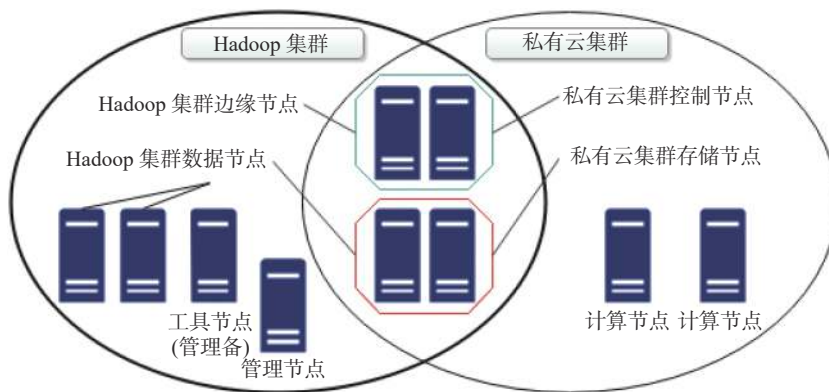 Hadoop 集群
私有云集群
Hadoop 集群边缘节点
私有云集群控制节点
Hadoop 集群数据节点
私有云集群存储节点
工具节点
(管理备)
管理节点
计算节点
计算节点